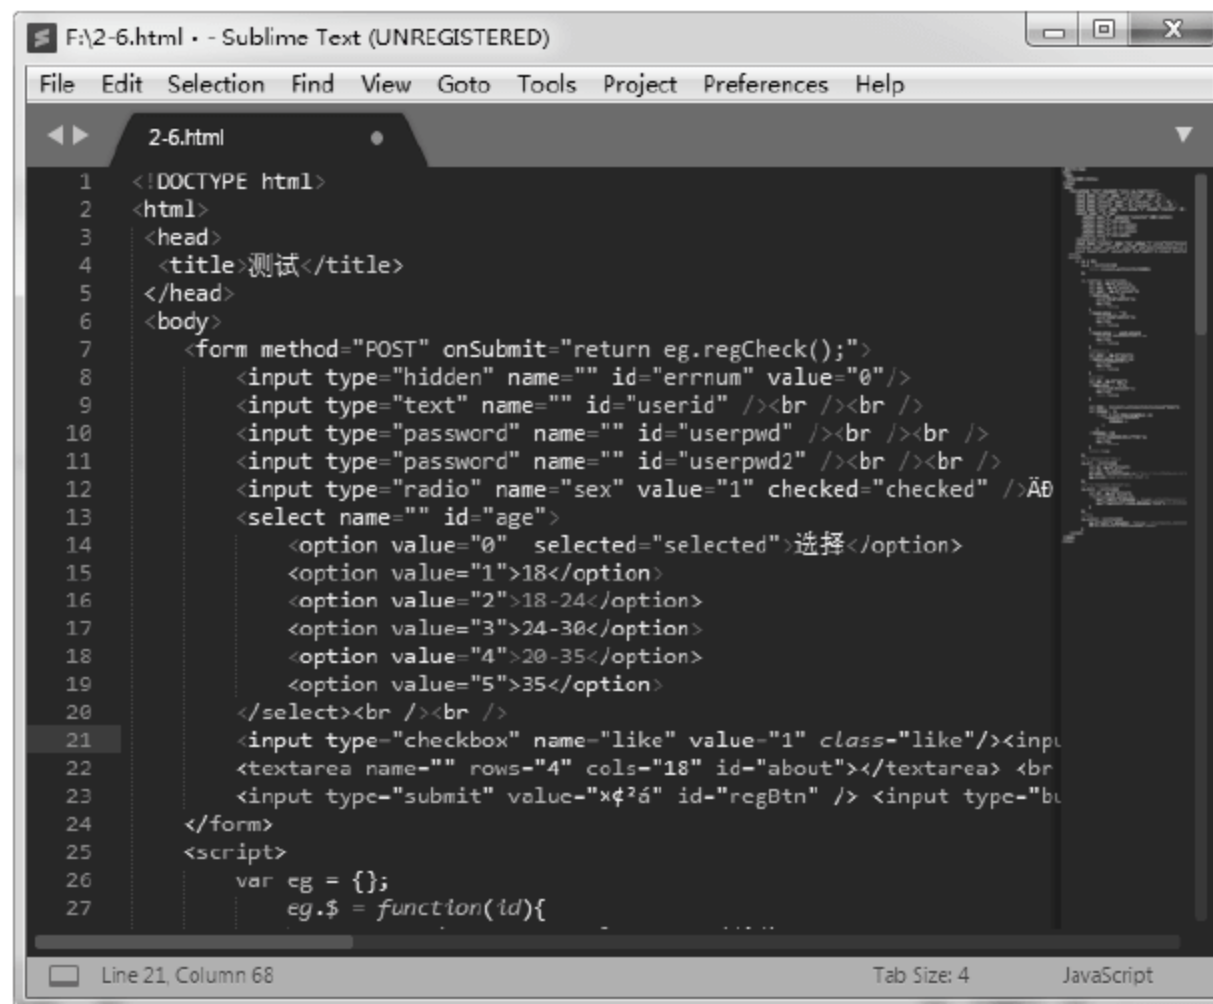 F:\2-6.html • - Sublime Text (UNREGISTERED)
File Edit Selection Find View Goto Tools Project Preferences Help
2-6.html
1 <!DOCTYPE html>
2 <html>
3 <head>
4 <title>测试</title>
5 </head>
6 <body>
7 <form method="POST" onSubmit="return eg.regCheck();">
8 <input type="hidden" name="" id="errnum" value="0"/>
9 <input type="text" name="" id="userid" /><br /><br />
10 <input type="password" name="" id="userpwd" /><br /><br />
11 <input type="password" name="" id="userpwd2" /><br /><br />
12 <input type="radio" name="sex" value="1" checked="checked" />ÄÐ
13 <select name="" id="age">
14 <option value="0" selected="selected">选择</option>
15 <option value="1">18</option>
16 <option value="2">18-24</option>
17 <option value="3">24-30</option>
18 <option value="4">20-35</option>
19 <option value="5">35</option>
20 </select><br /><br />
21 <input type="checkbox" name="like" value="1" class="like"/><inpu
22 <textarea name="" rows="4" cols="18" id="about"></textarea> <br
23 <input type="submit" value="×¢²á" id="regBtn" /> <input type="bu
24 </form>
25 <script>
26 var eg = {};
27 eg.$ = function(id){
Line 21, Column 68 Tab Size: 4 JavaScript